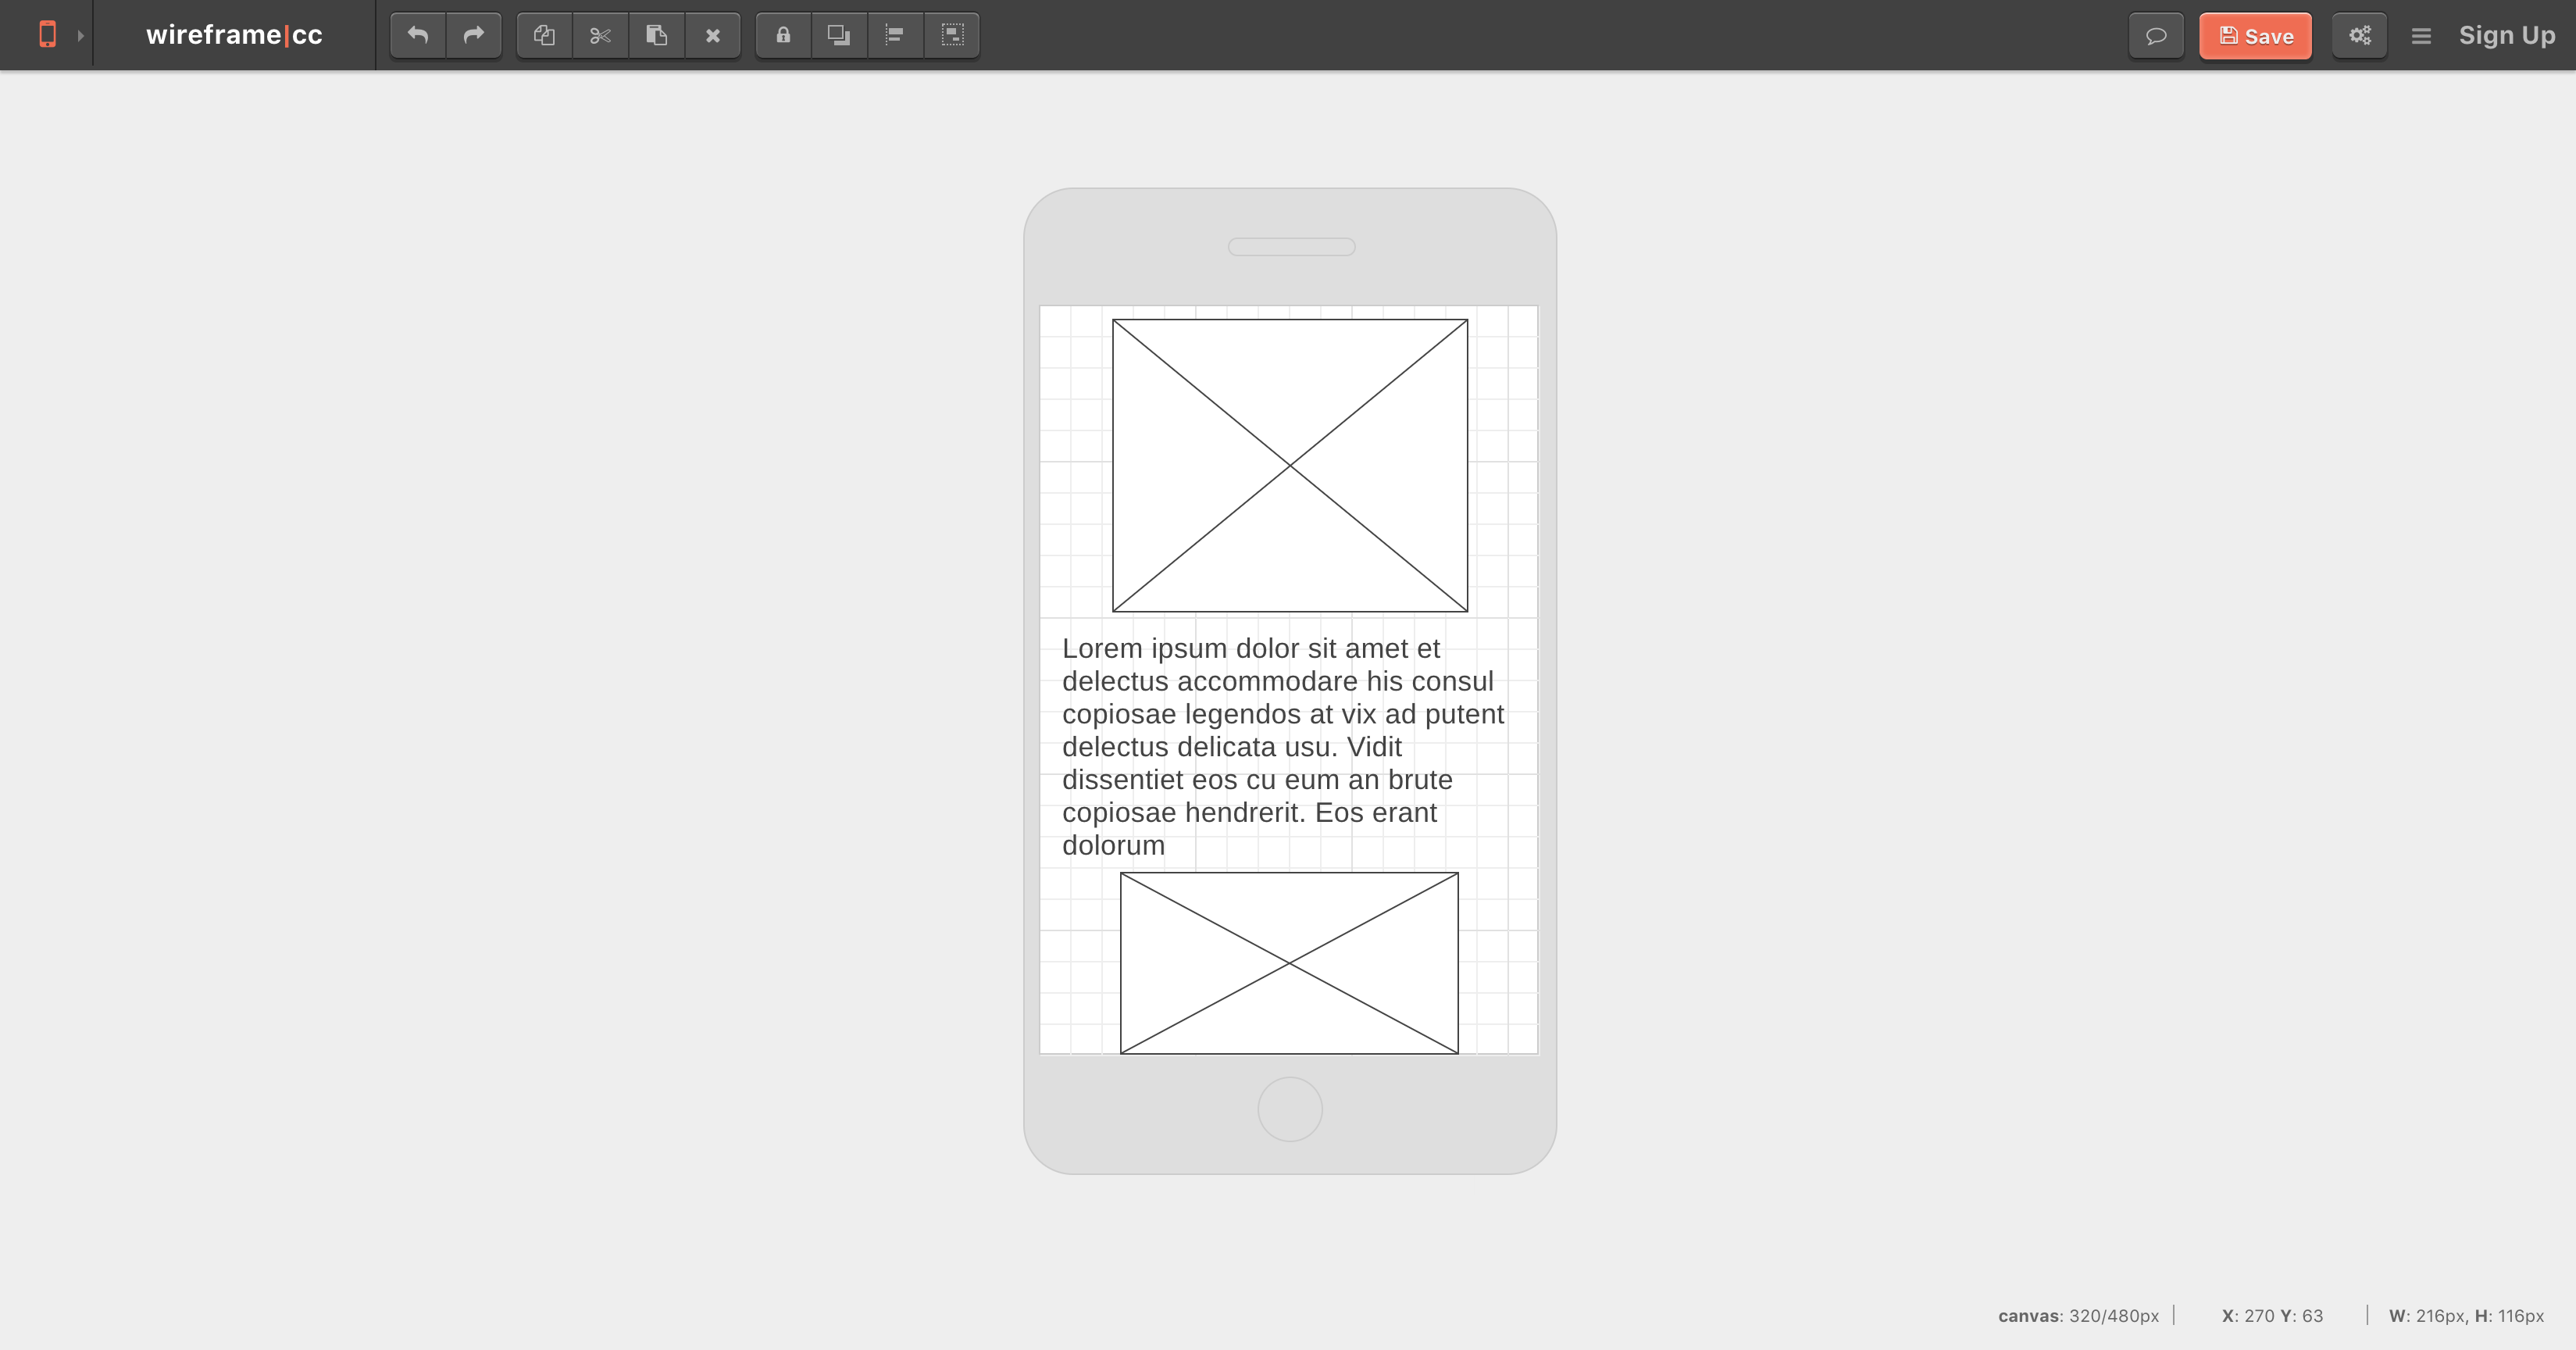 wireframe|cc
Save
Sign Up
Lorem ipsum dolor sit amet et
delectus accommodare his consul
copiosae legendos at vix ad putent
delectus delicata usu. Vidit
dissentiet eos cu eum an brute
copiosae hendrerit. Eos erant
dolorum
canvas: 320/480px | X: 270 Y: 63 | W: 216px, H: 116px